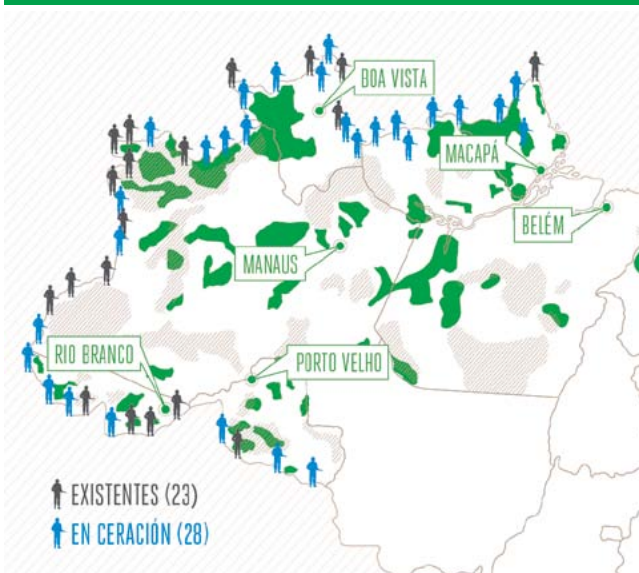 BOA VISTA
MACAPÁ
BELÉM
MANAUS
RIO BRANCO
PORTO VELHO
EXISTENTES (23)
EN CERACIÓN (28)